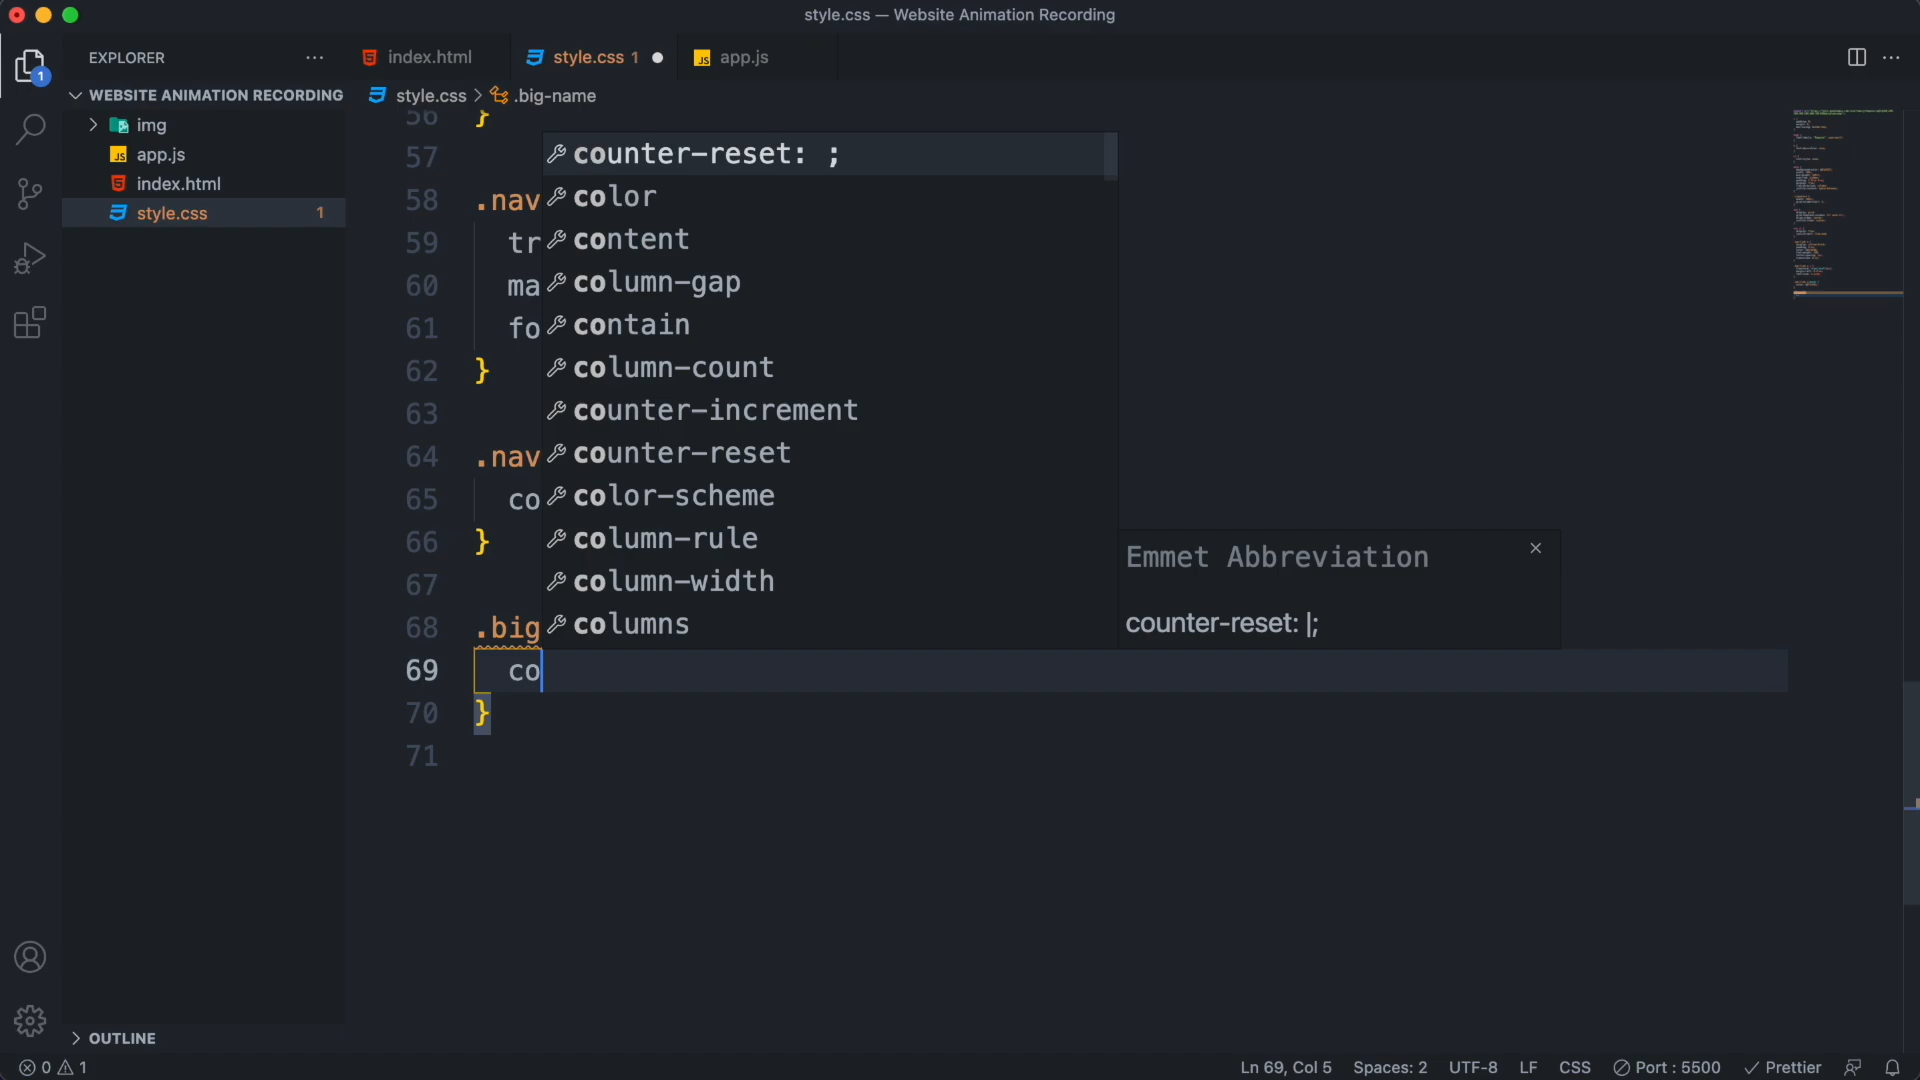 style.css — Website Animation Recording
EXPLORER
index.html
style.css 1
app.js
WEBSITE ANIMATION RECORDING
style.css > .big-name
img
app.js
index.html
style.css 1
1
56 }
57
58 .nav
59 tr
60 ma
61 fo
62 }
63
64 .nav
65 co
66 }
67
68 .big
69 co
70 }
71
counter-reset: ;
color
content
column-gap
contain
column-count
counter-increment
counter-reset
color-scheme
column-rule
column-width
columns
Emmet Abbreviation
counter-reset: |;
OUTLINE
0 1
Ln 69, Col 5 Spaces: 2 UTF-8 LF CSS Port : 5500 Prettier